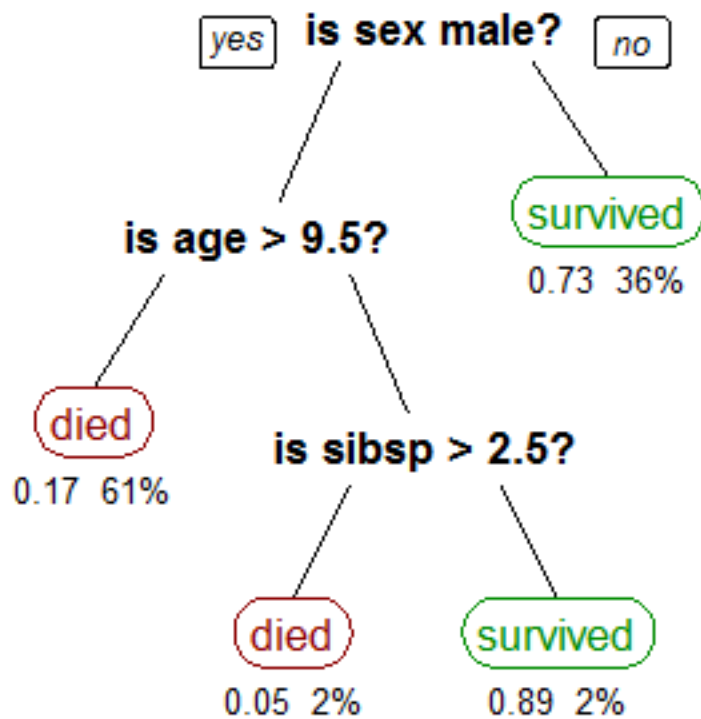 yes is sex male? no
survived
0.73 36%
is age > 9.5?
died
0.17 61%
is sibsp > 2.5?
died survived
0.05 2% 0.89 2%